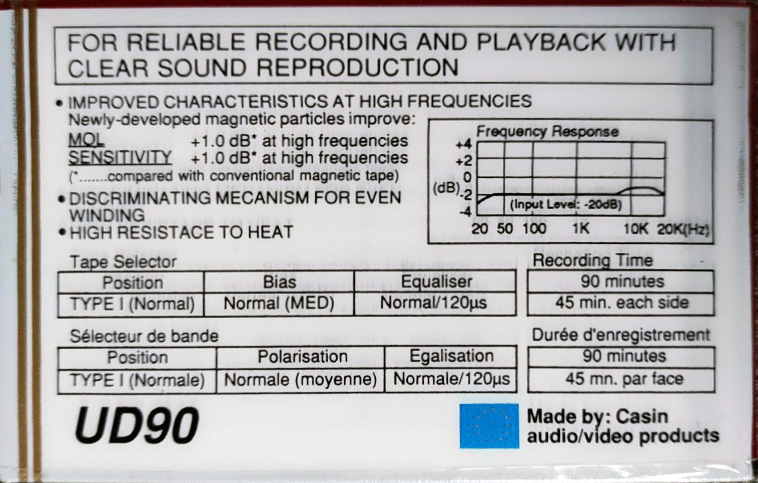 FOR RELIABLE RECORDING AND PLAYBACK WITH
CLEAR SOUND REPRODUCTION
• IMPROVED CHARACTERISTICS AT HIGH FREQUENCIES
Newly-developed magnetic particles improve:
MOL +1.0 dB* at high frequencies
SENSITIVITY +1.0 dB* at high frequencies
(*.......compared with conventional magnetic tape)
• DISCRIMINATING MECANISM FOR EVEN
WINDING
• HIGH RESISTACE TO HEAT
Frequency Response
+4
+2
0
(dB) -2
-4
(Input Level: -20dB)
20 50 100 1K 10K 20K(Hz)
Tape Selector
Position Bias Equaliser
TYPE I (Normal) Normal (MED) Normal/120µs
Recording Time
90 minutes
45 min. each side
Sélecteur de bande
Position Polarisation Egalisation
TYPE I (Normale) Normale (moyenne) Normale/120µs
Durée d'enregistrement
90 minutes
45 mn. par face
UD90
Made by: Casin
audio/video products